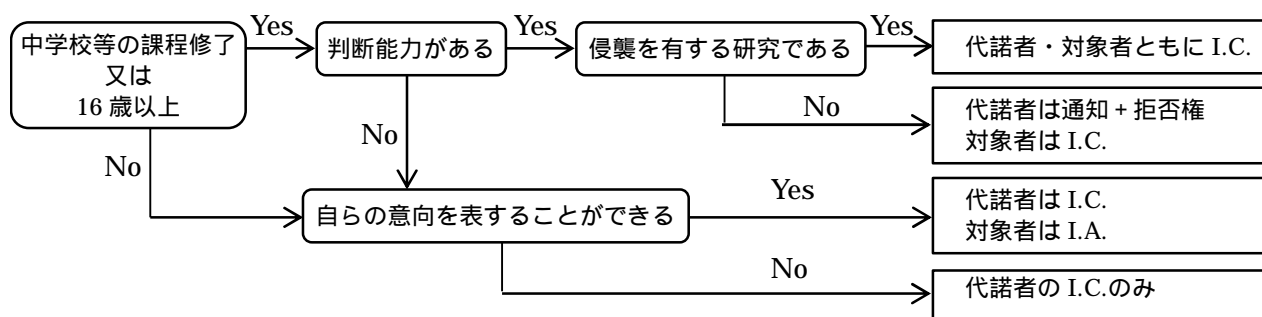 中学校等の課程修了
又は
16 歳以上
Yes
判断能力がある
Yes
侵襲を有する研究である
Yes
代諾者・対象者ともに I.C.
No
代諾者は通知 + 拒否権
対象者は I.C.
No
No
自らの意向を表することができる
Yes
代諾者は I.C.
対象者は I.A.
No
代諾者の I.C.のみ